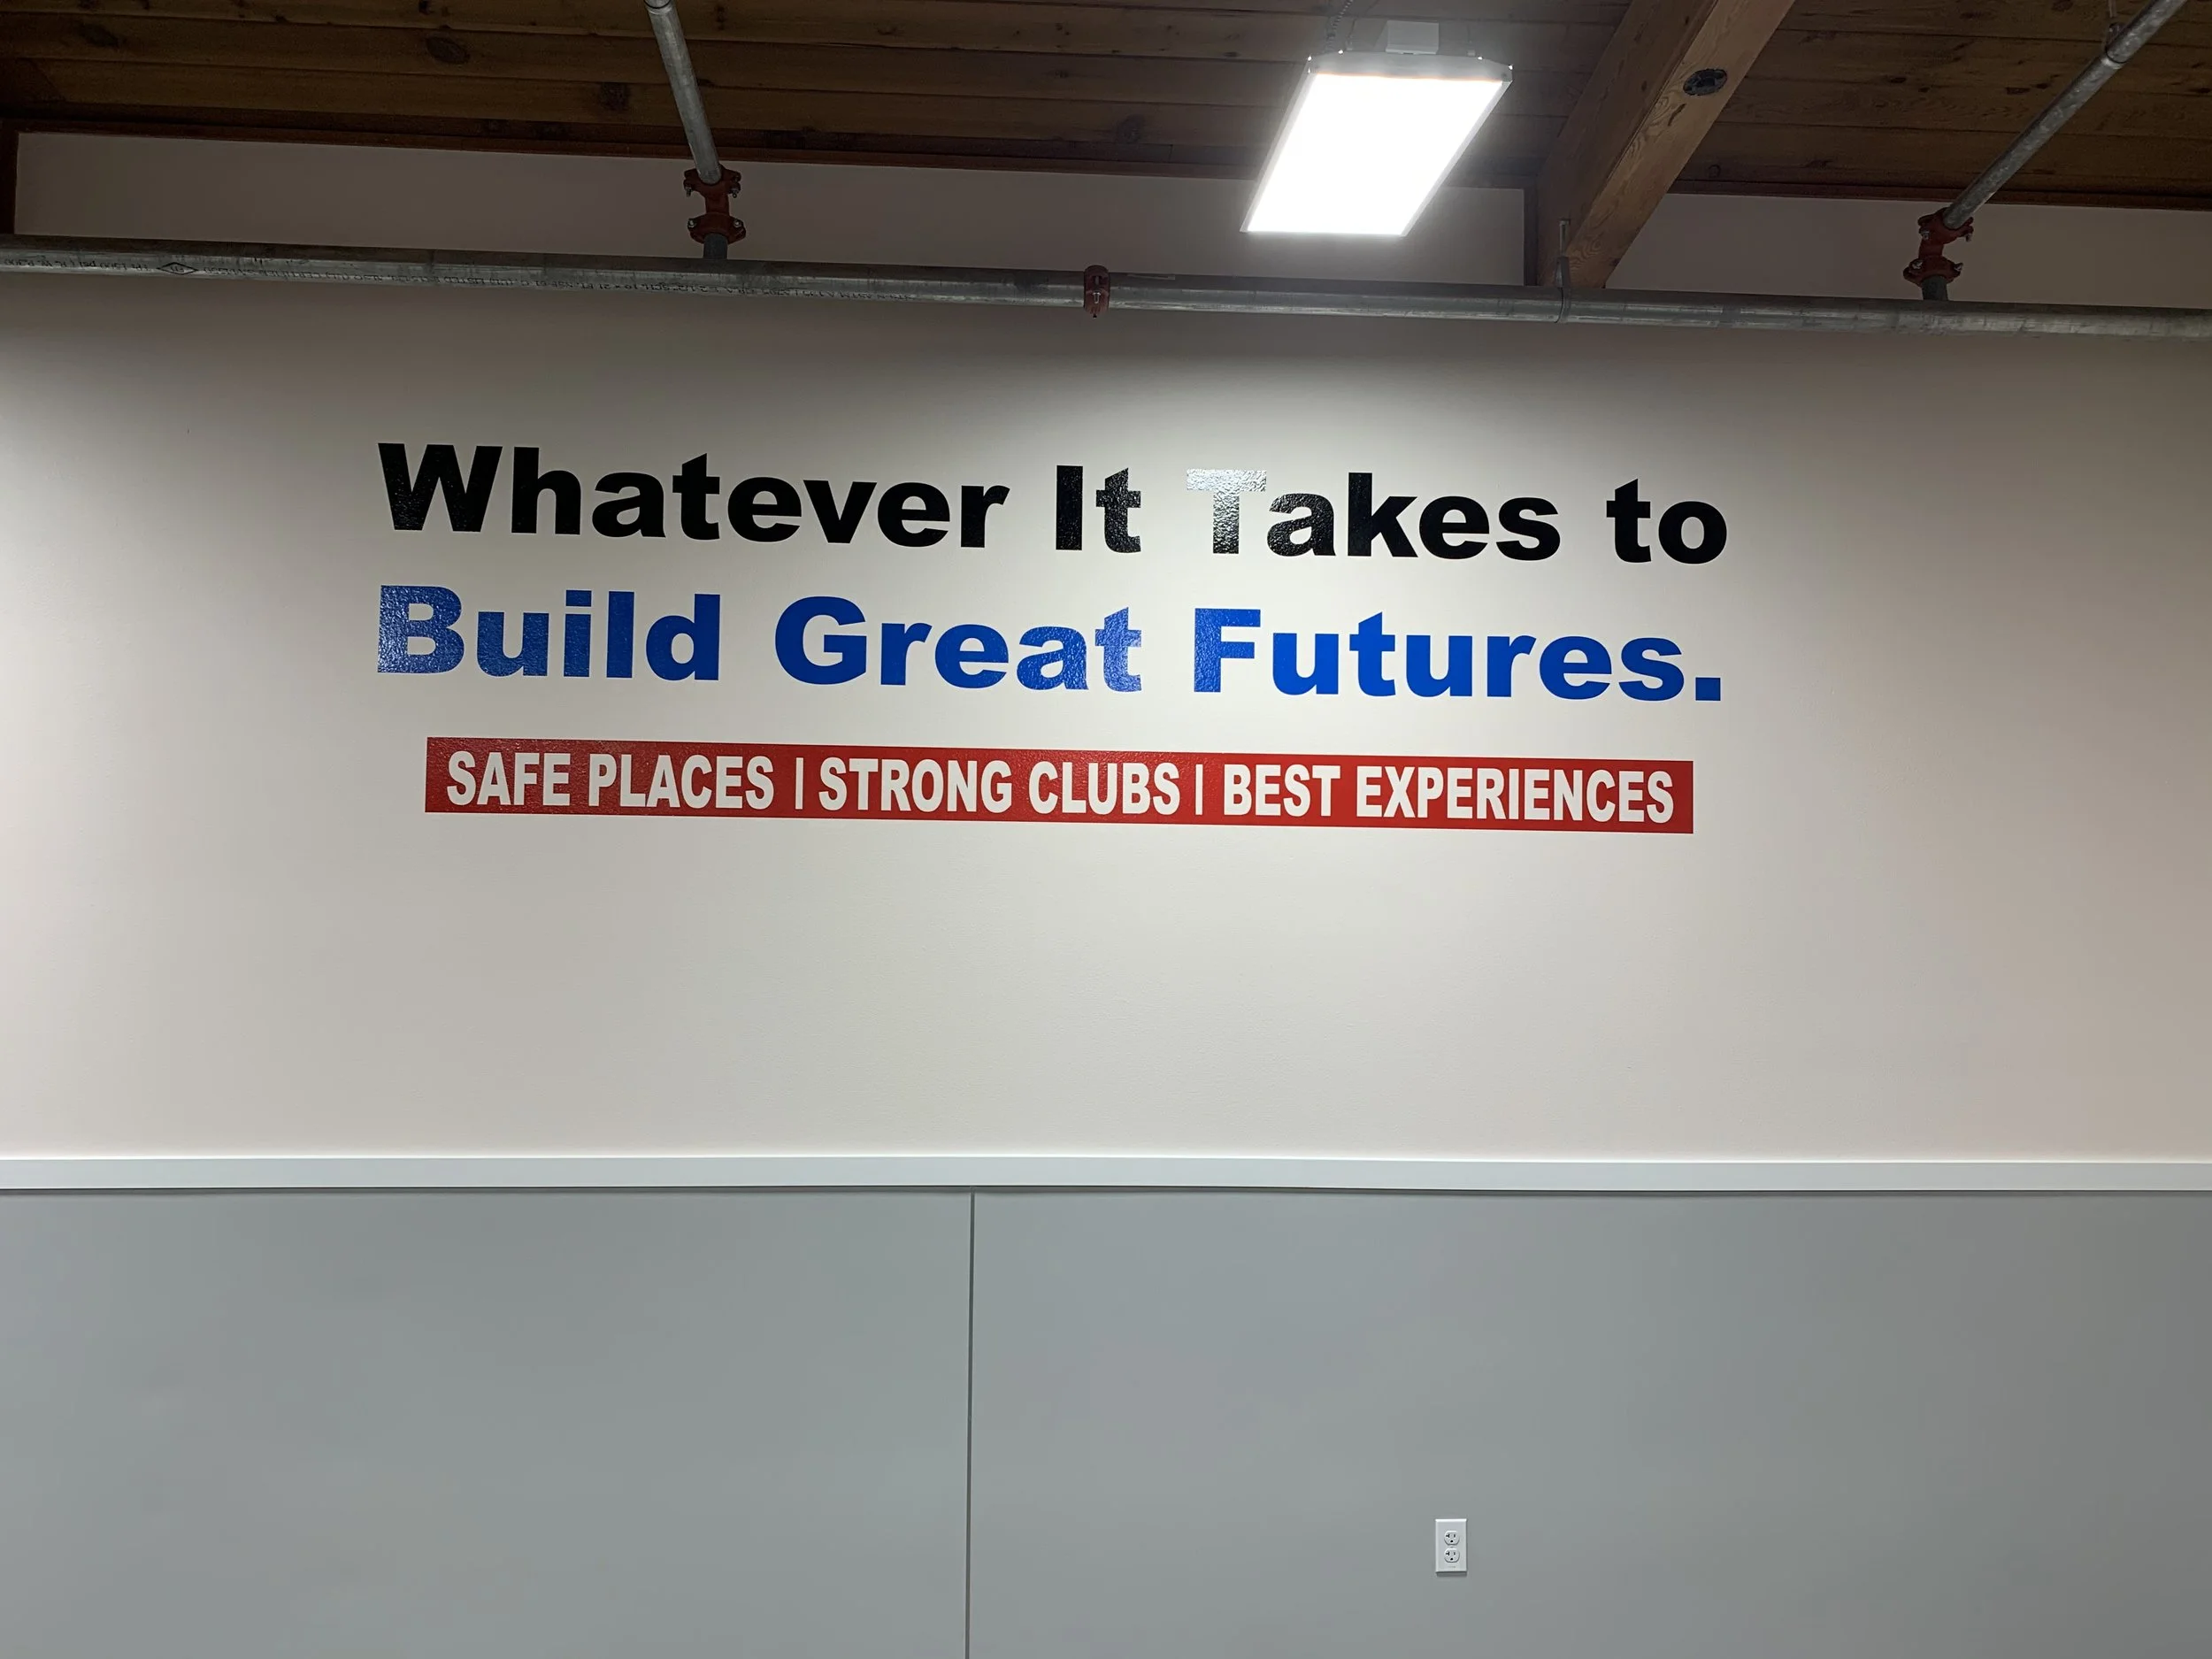 Whatever It Takes to
Build Great Futures.
SAFE PLACES | STRONG CLUBS | BEST EXPERIENCES